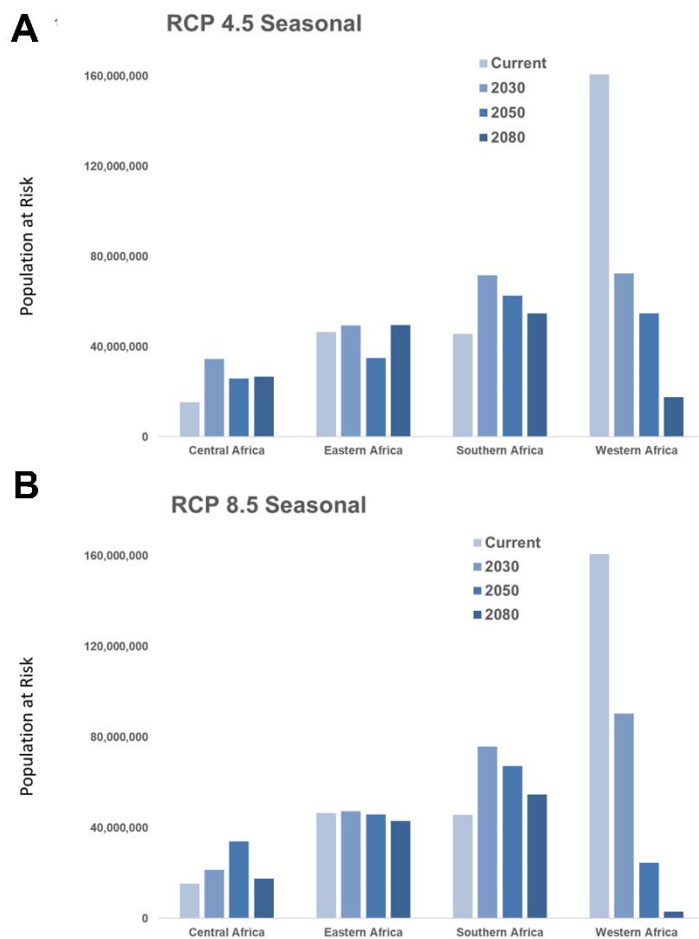 A
RCP 4.5 Seasonal
Current
2030
2050
2080
Population at Risk
160,000,000
120,000,000
80,000,000
40,000,000
0
Central Africa
Eastern Africa
Southern Africa
Western Africa
B
RCP 8.5 Seasonal
Current
2030
2050
2080
Population at Risk
160,000,000
120,000,000
80,000,000
40,000,000
0
Central Africa
Eastern Africa
Southern Africa
Western Africa